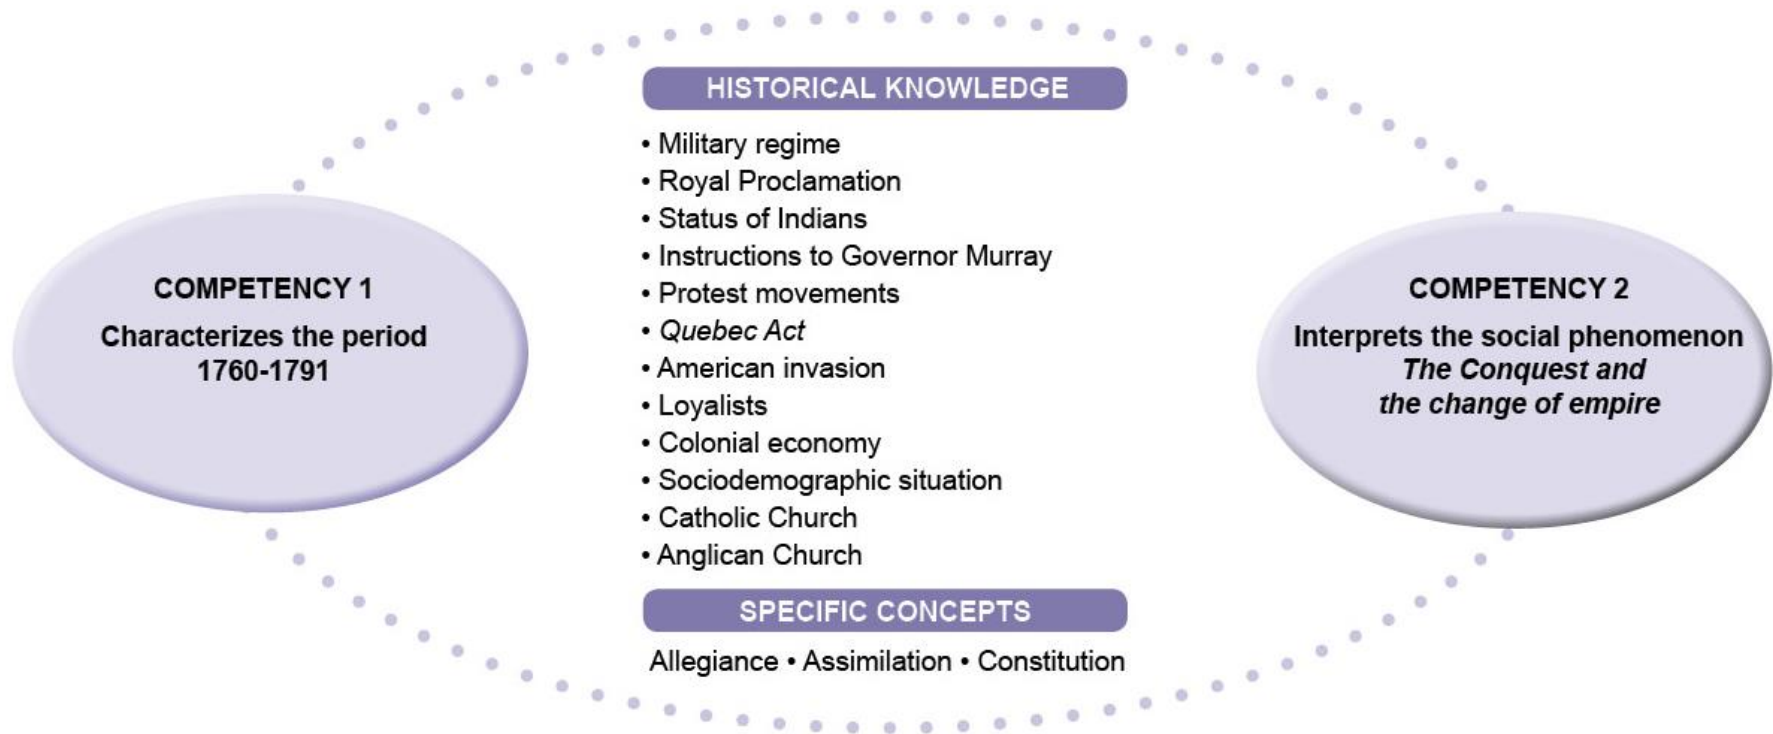 HISTORICAL KNOWLEDGE
• Military regime
• Royal Proclamation
• Status of Indians
• Instructions to Governor Murray
• Protest movements
• Quebec Act
• American invasion
• Loyalists
• Colonial economy
• Sociodemographic situation
• Catholic Church
• Anglican Church
SPECIFIC CONCEPTS
Allegiance • Assimilation • Constitution
COMPETENCY 1
Characterizes the period
1760-1791
COMPETENCY 2
Interprets the social phenomenon
The Conquest and
the change of empire